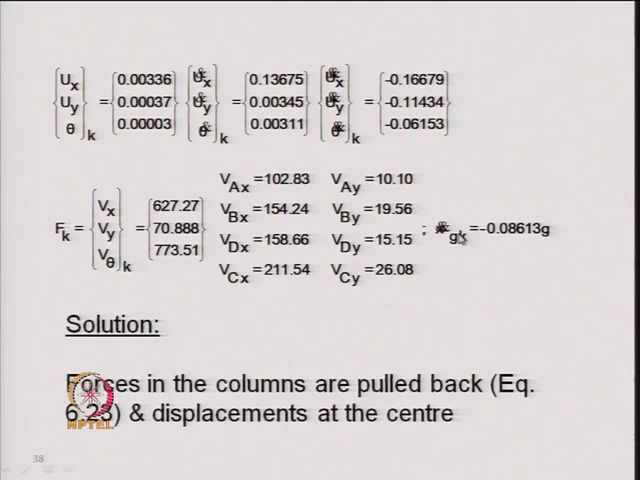 {Ux Uy θ}k = {0.00336 0.00037 0.00003} {U&x U&y θ&}k = {0.13675 0.00345 0.00311} {U&&x U&&y θ&&}k = {-0.16679 -0.11434 -0.06153}
Fk = {Vx Vy Vθ}k = {627.27 70.888 773.51}
VAx=102.83 VAy=10.10
VBx=154.24 VBy=19.56
VDx=158.66 VDy=15.15 ; gk =-0.08613g
VCx=211.54 VCy=26.08
Solution:
Forces in the columns are pulled back (Eq.
6.23) & displacements at the centre
NPTEL
38